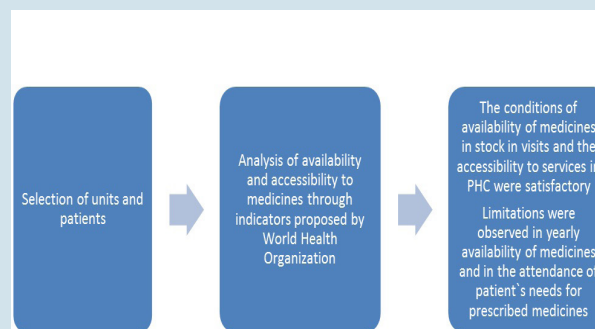 Selection of units and
patients
Analysis of availability
and accessibility to
medicines through
indicators proposed by
World Health
Organization
The conditions of
availability of medicines
in stock in visits and the
accessibility to services in
PHC were satisfactory
Limitations were
observed in yearly
availability of medicines
and in the attendance of
patient`s needs for
prescribed medicines